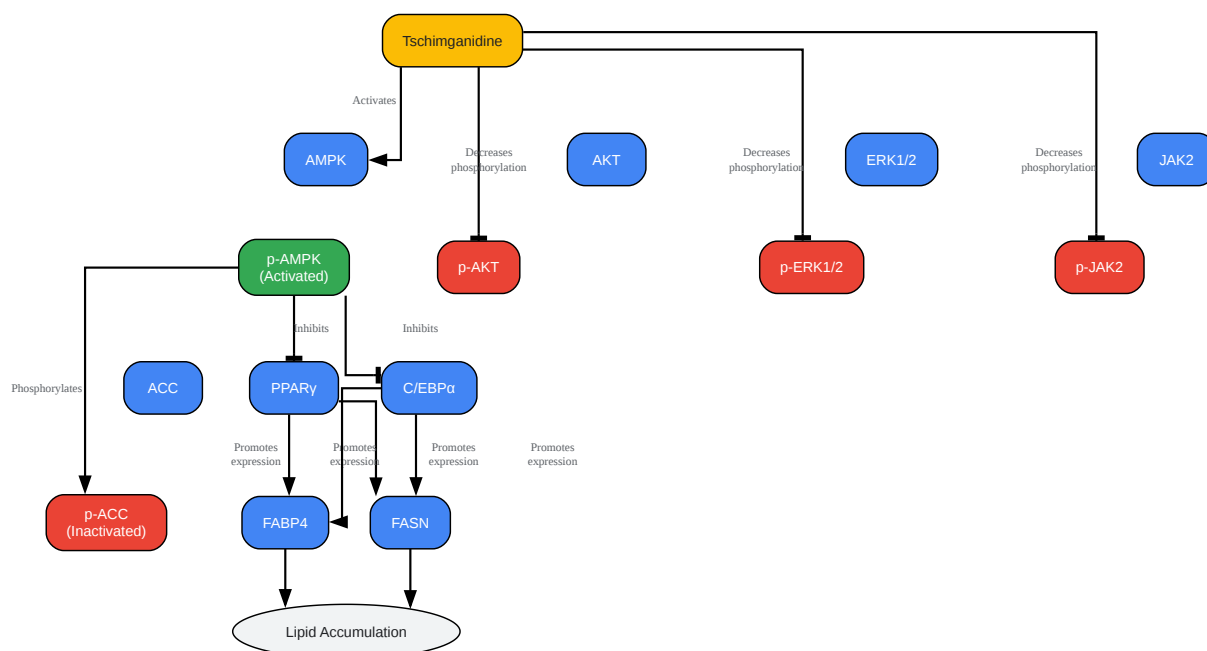 Tschimganidine
Activates
AMPK
Decreases
phosphorylation
AKT
Decreases
phosphorylation
ERK1/2
Decreases
phosphorylation
JAK2
p-AMPK
(Activated)
p-AKT
p-ERK1/2
p-JAK2
Inhibits
Inhibits
Phosphorylates
ACC
PPARγ
C/EBPα
Promotes
expression
Promotes
expression
Promotes
expression
Promotes
expression
p-ACC
(Inactivated)
FABP4
FASN
Lipid Accumulation